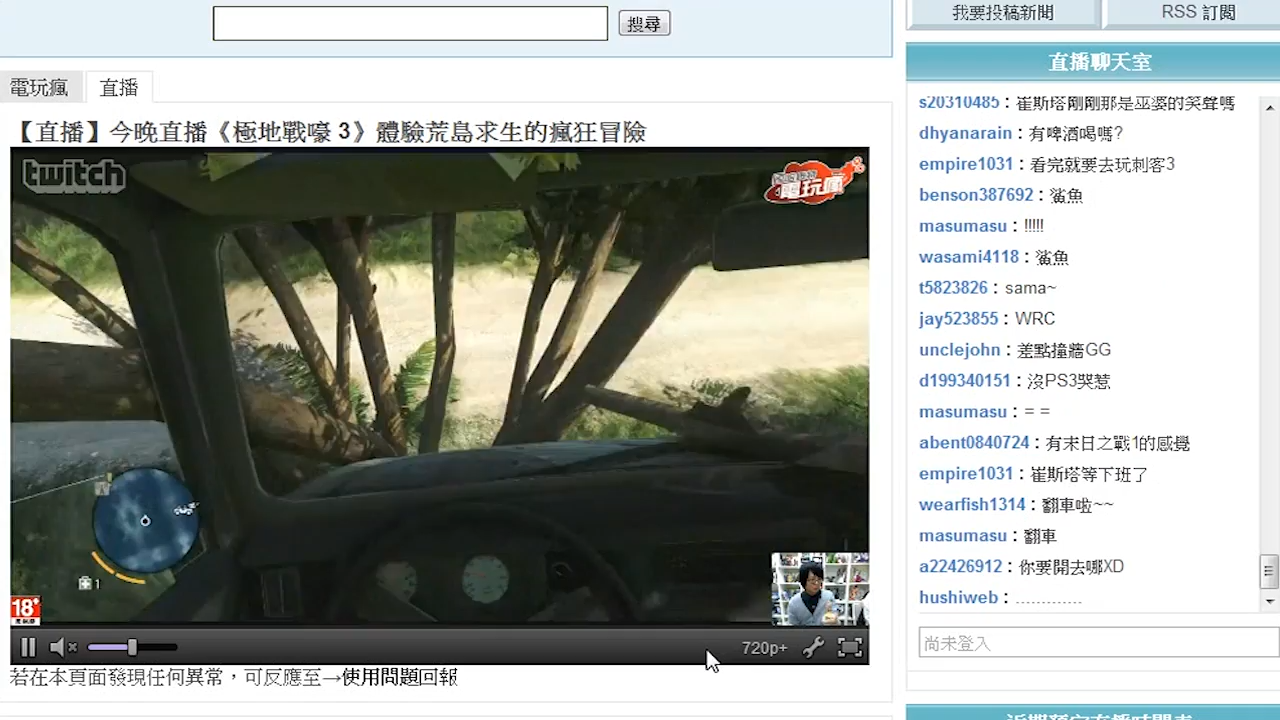 搜尋
我要投稿新聞
RSS 訂閱
電玩瘋
直播
【直播】今晚直播《極地戰嚎 3》體驗荒島求生的瘋狂冒險
twitch
電玩瘋
1
18+
720p+
若在本頁面發現任何異常，可反應至→使用問題回報
直播聊天室
s20310485：崔斯塔剛剛那是巫婆的笑聲嗎
dhyanarain：有啤酒喝嗎?
empire1031：看完就要去玩刺客3
benson387692：鯊魚
masumasu：!!!!!
wasami4118：鯊魚
t5823826：sama~
jay523855：WRC
unclejohn：差點撞牆GG
d199340151：沒PS3哭惹
masumasu：= =
abent0840724：有末日之戰1的感覺
empire1031：崔斯塔等下班了
wearfish1314：翻車啦~~
masumasu：翻車
a22426912：你要開去哪XD
hushiweb：............
尚未登入